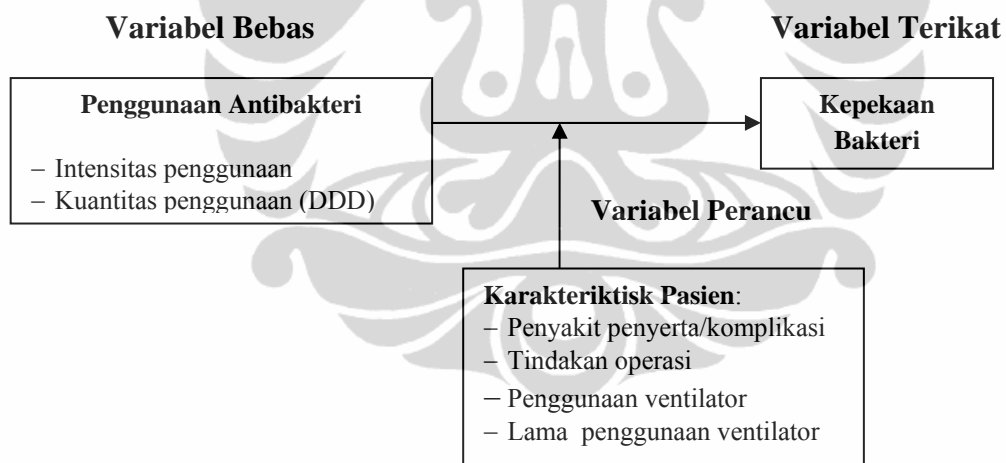 Variabel Bebas
Variabel Terikat
Penggunaan Antibakteri
– Intensitas penggunaan
– Kuantitas penggunaan (DDD)
Kepekaan
Bakteri
Variabel Perancu
Karakteriktisk Pasien:
– Penyakit penyerta/komplikasi
– Tindakan operasi
– Penggunaan ventilator
– Lama penggunaan ventilator